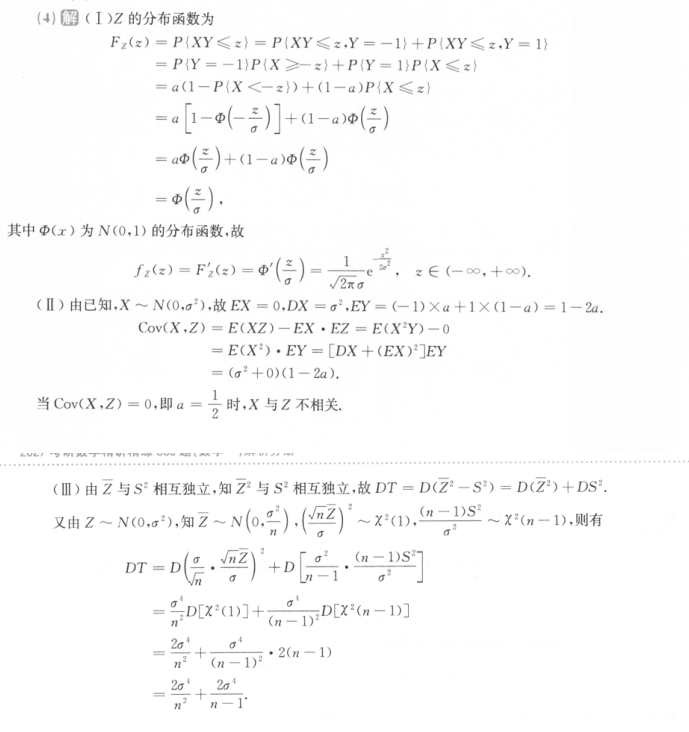 (4) 解 (Ⅰ)Z 的分布函数为
F_Z(z) = P{XY ≤ z} = P{XY ≤ z, Y = −1} + P{XY ≤ z, Y = 1}
= P{Y = −1}P{X ≥ −z} + P{Y = 1}P{X ≤ z}
= a(1 − P{X < −z}) + (1 − a)P{X ≤ z}
= a[1 − Φ(−z/σ)] + (1 − a)Φ(z/σ)
= aΦ(z/σ) + (1 − a)Φ(z/σ)
= Φ(z/σ),
其中 Φ(x) 为 N(0,1) 的分布函数,故
f_Z(z) = F′_Z(z) = Φ′(z/σ) = 1/(√2π σ) e^(−z²/2σ²), z ∈ (−∞, +∞).
(Ⅱ) 由已知,X ~ N(0,σ²),故 EX = 0,DX = σ²,EY = (−1) × a + 1 × (1 − a) = 1 − 2a.
Cov(X,Z) = E(XZ) − EX · EZ = E(X²Y) − 0
= E(X²) · EY = [DX + (EX)²]EY
= (σ² + 0)(1 − 2a).
当 Cov(X,Z) = 0,即 a = 1/2 时,X 与 Z 不相关.
(Ⅲ) 由 Z̄ 与 S² 相互独立,知 Z̄² 与 S² 相互独立,故 DT = D(Z̄² − S²) = D(Z̄²) + DS².
又由 Z ~ N(0,σ²),知 Z̄ ~ N(0, σ²/n), (√nZ̄/σ)² ~ χ²(1), (n − 1)S²/σ² ~ χ²(n − 1),则有
DT = D(σ/√n · √nZ̄/σ)² + D[σ²/(n − 1) · (n − 1)S²/σ²]
= σ⁴/n² D[χ²(1)] + σ⁴/(n − 1)² D[χ²(n − 1)]
= 2σ⁴/n² + σ⁴/(n − 1)² · 2(n − 1)
= 2σ⁴/n² + 2σ⁴/(n − 1).